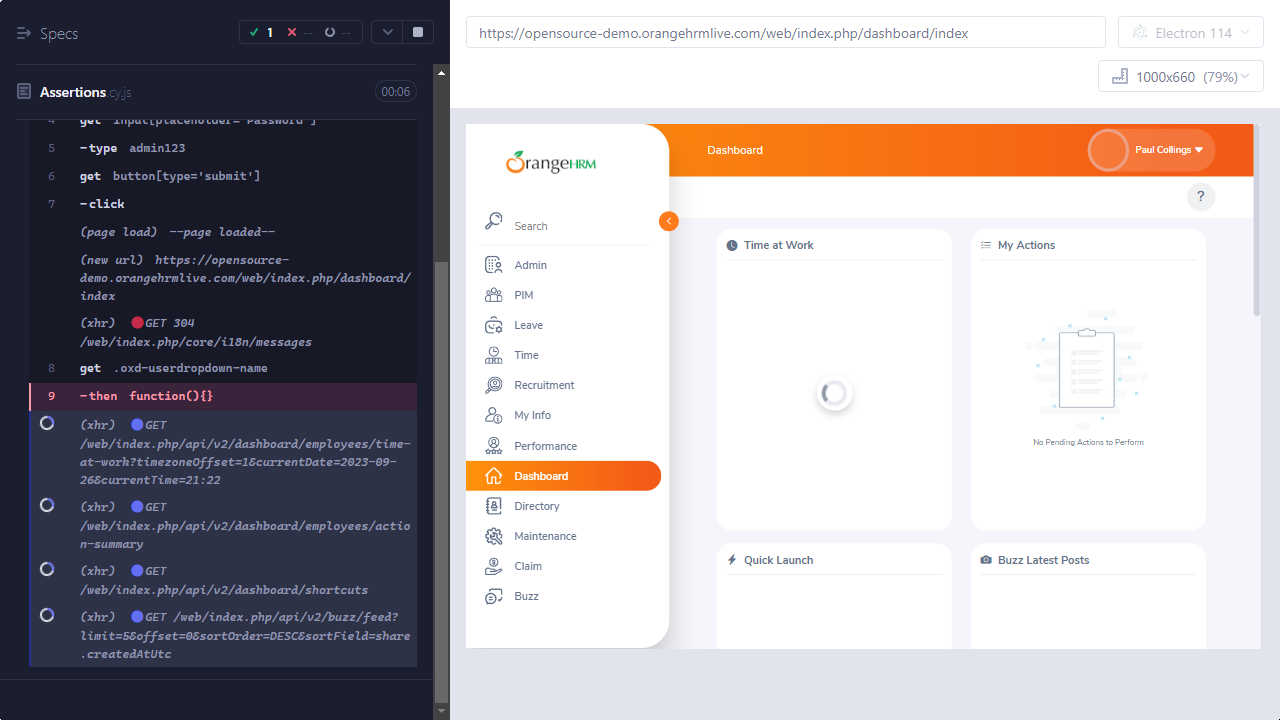 Specs
1
--
--
Assertions.cy.js
00:06
4 get input[placeholder='Password']
5 -type admin123
6 get button[type='submit']
7 -click
(page load) --page loaded--
(new url) https://opensource-
demo.orangehrmlive.com/web/index.php/dashboard/
index
(xhr) GET 304
/web/index.php/core/i18n/messages
8 get .oxd-userdropdown-name
9 -then function(){}
(xhr) GET
/web/index.php/api/v2/dashboard/employees/time-
at-work?timezoneOffset=1&currentDate=2023-09-
26&currentTime=21:22
(xhr) GET
/web/index.php/api/v2/dashboard/employees/actio
n-summary
(xhr) GET
/web/index.php/api/v2/dashboard/shortcuts
(xhr) GET /web/index.php/api/v2/buzz/feed?
limit=5&offset=0&sortOrder=DESC&sortField=share
.createdAtUtc
https://opensource-demo.orangehrmlive.com/web/index.php/dashboard/index
Electron 114
1000x660 (79%)
OrangeHRM
Dashboard
Paul Collings
?
Search
Admin
PIM
Leave
Time
Recruitment
My Info
Performance
Dashboard
Directory
Maintenance
Claim
Buzz
Time at Work
My Actions
No Pending Actions to Perform
Quick Launch
Buzz Latest Posts